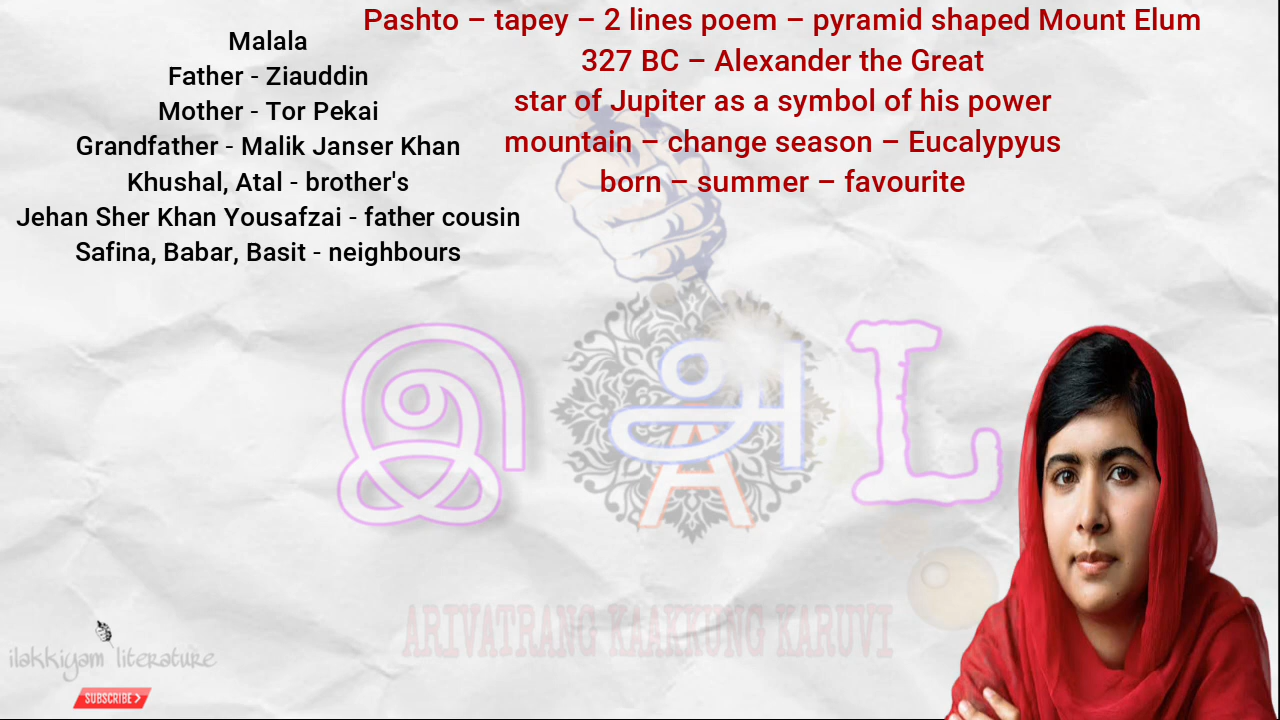 Malala
Father - Ziauddin
Mother - Tor Pekai
Grandfather - Malik Janser Khan
Khushal, Atal - brother's
Jehan Sher Khan Yousafzai - father cousin
Safina, Babar, Basit - neighbours
Pashto – tapey – 2 lines poem – pyramid shaped Mount Elum
327 BC – Alexander the Great
star of Jupiter as a symbol of his power
mountain – change season – Eucalypyus
born – summer – favourite
இ அ L
A
ARIVATRANG KAAKKUNG KARUVI
ilakkiyam literature
SUBSCRIBE >